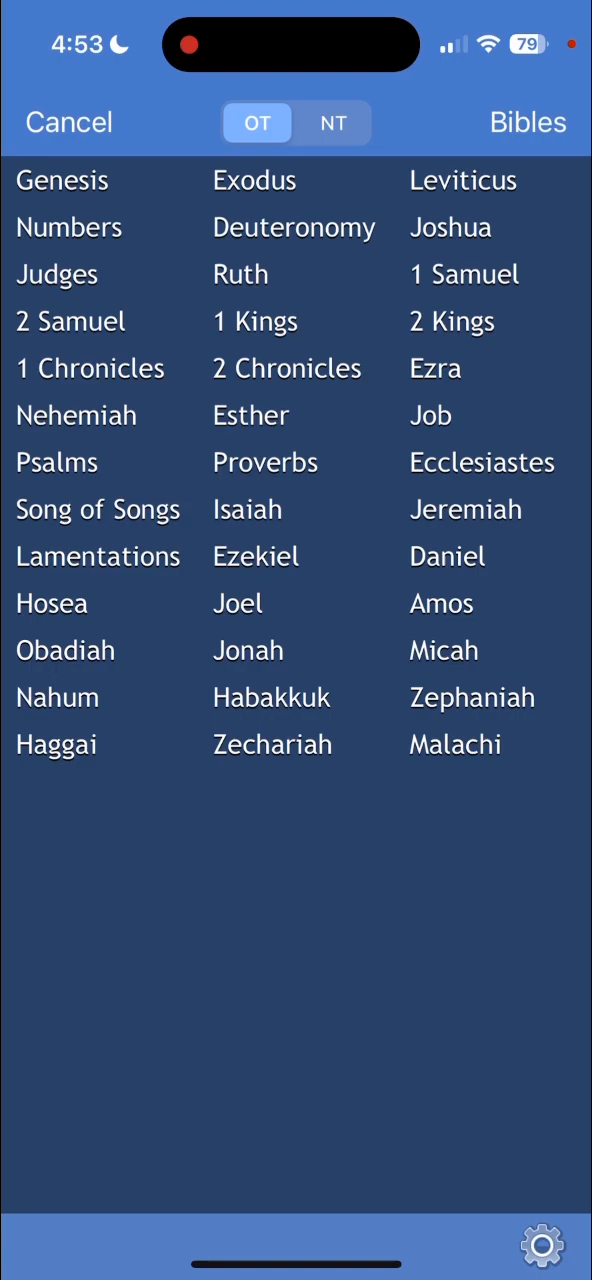 4:53 79
Cancel OT NT Bibles
Genesis Exodus Leviticus
Numbers Deuteronomy Joshua
Judges Ruth 1 Samuel
2 Samuel 1 Kings 2 Kings
1 Chronicles 2 Chronicles Ezra
Nehemiah Esther Job
Psalms Proverbs Ecclesiastes
Song of Songs Isaiah Jeremiah
Lamentations Ezekiel Daniel
Hosea Joel Amos
Obadiah Jonah Micah
Nahum Habakkuk Zephaniah
Haggai Zechariah Malachi